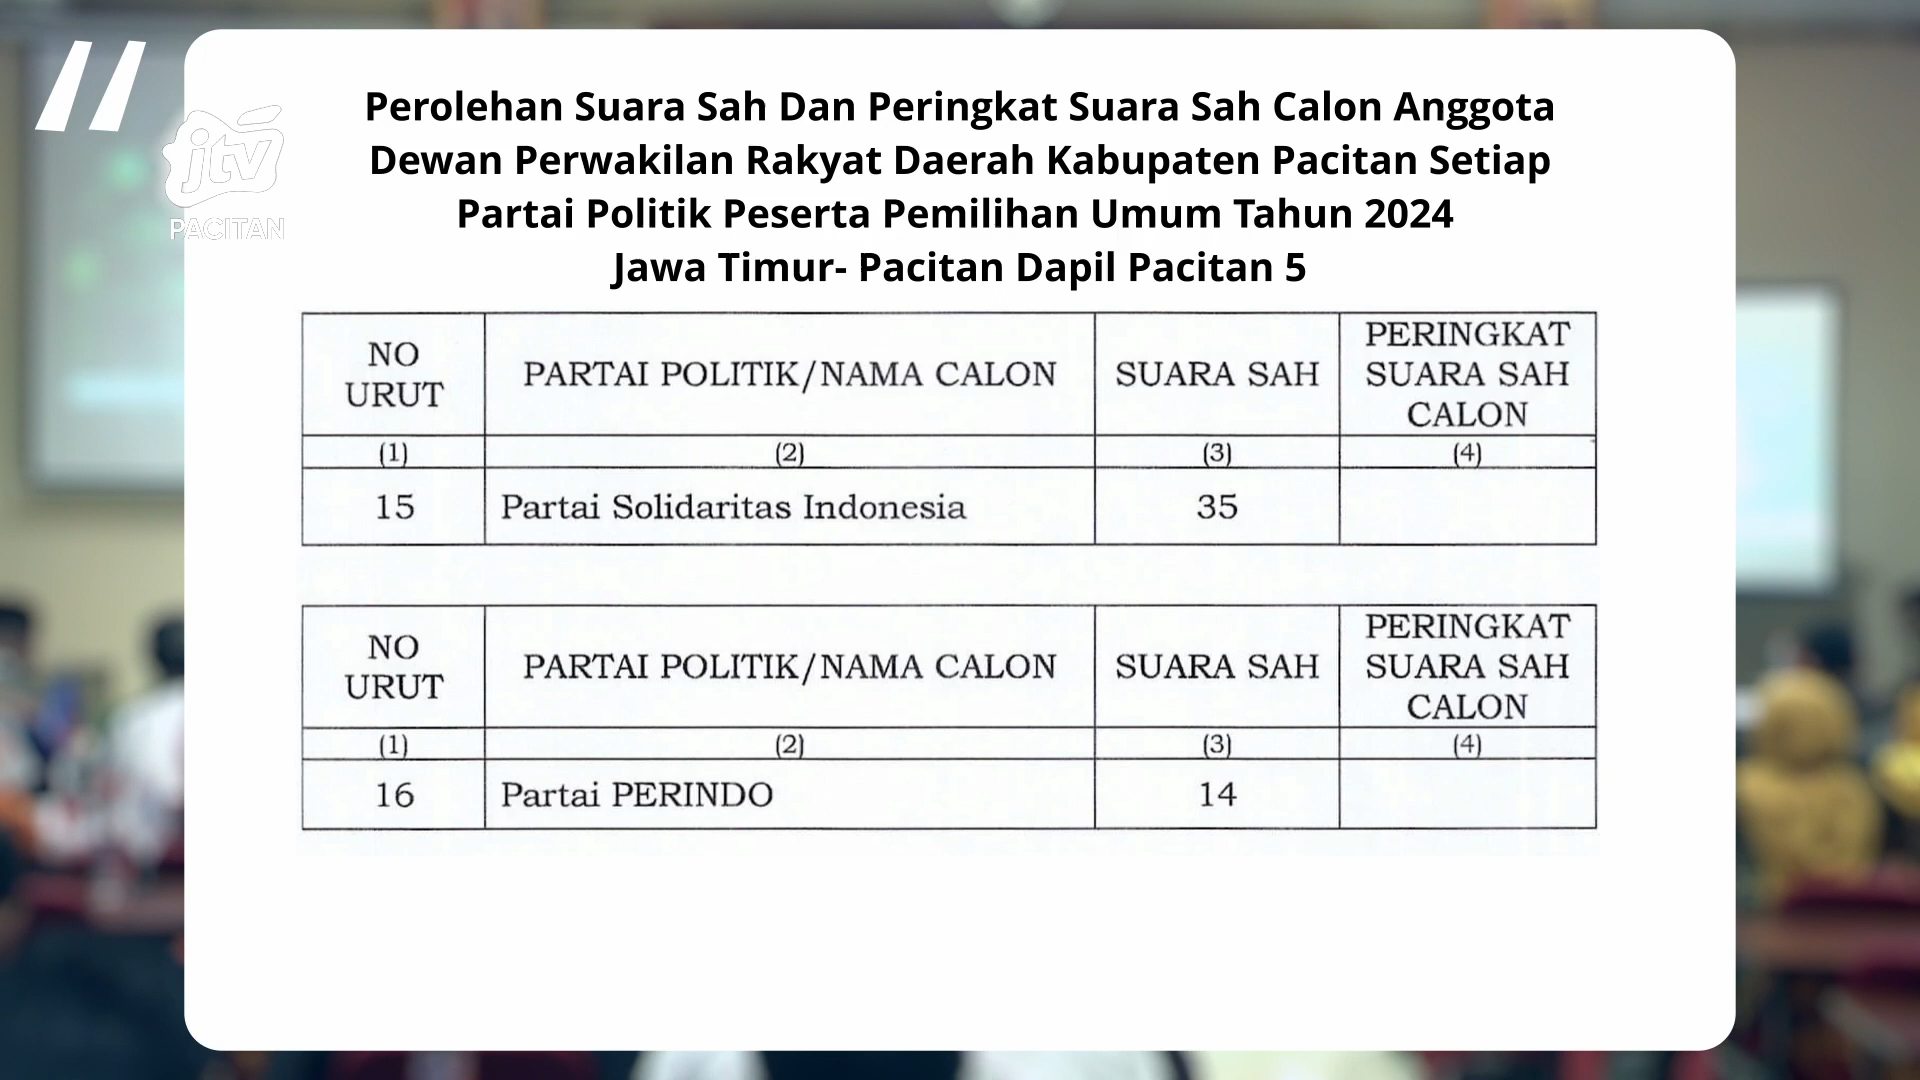 jtv
PACITAN
Perolehan Suara Sah Dan Peringkat Suara Sah Calon Anggota
Dewan Perwakilan Rakyat Daerah Kabupaten Pacitan Setiap
Partai Politik Peserta Pemilihan Umum Tahun 2024
Jawa Timur- Pacitan Dapil Pacitan 5
NO URUT PARTAI POLITIK/NAMA CALON SUARA SAH PERINGKAT SUARA SAH CALON
(1) (2) (3) (4)
15 Partai Solidaritas Indonesia 35
NO URUT PARTAI POLITIK/NAMA CALON SUARA SAH PERINGKAT SUARA SAH CALON
(1) (2) (3) (4)
16 Partai PERINDO 14